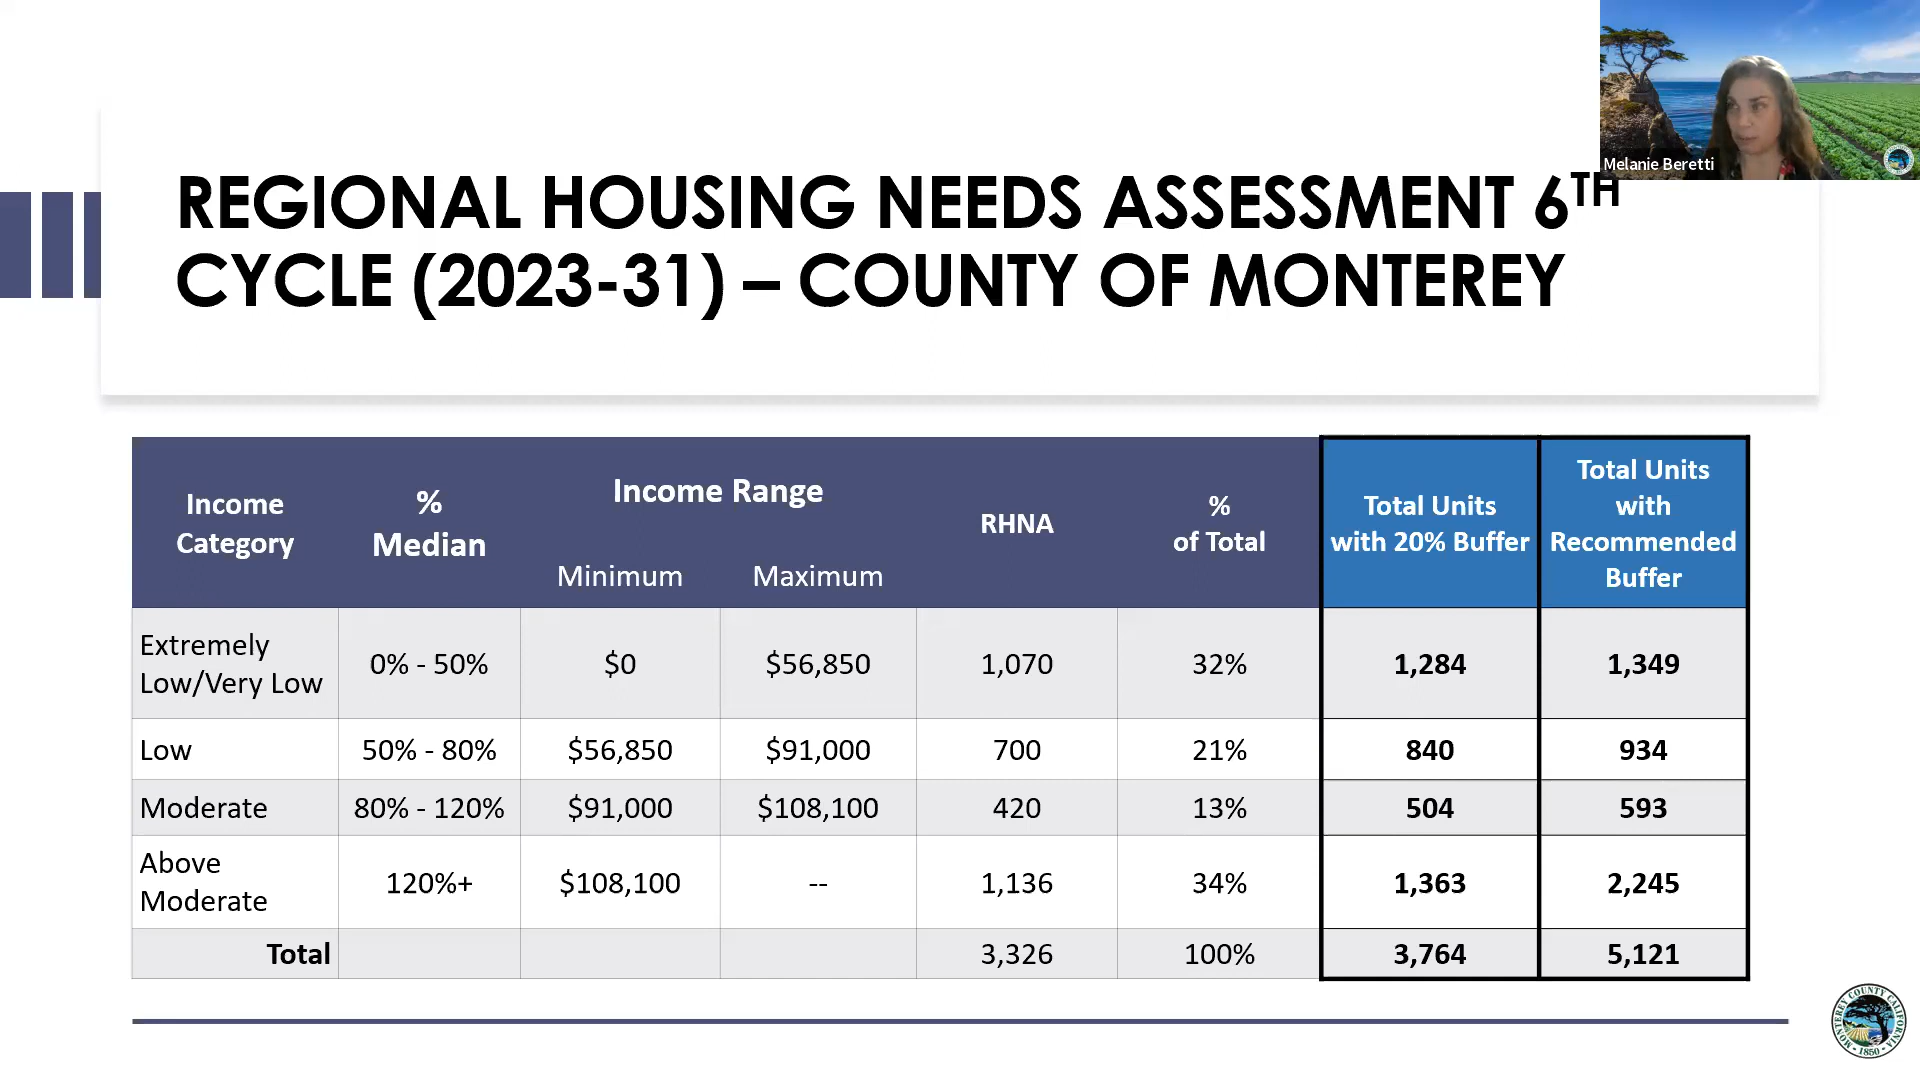 Melanie Beretti
REGIONAL HOUSING NEEDS ASSESSMENT 6TH
CYCLE (2023-31) – COUNTY OF MONTEREY
Income
Category
%
Median
Income Range
Minimum Maximum
RHNA
%
of Total
Total Units
with 20% Buffer
Total Units
with
Recommended
Buffer
Extremely
Low/Very Low
0% - 50% $0 $56,850 1,070 32% 1,284 1,349
Low 50% - 80% $56,850 $91,000 700 21% 840 934
Moderate 80% - 120% $91,000 $108,100 420 13% 504 593
Above
Moderate
120%+ $108,100 -- 1,136 34% 1,363 2,245
Total 3,326 100% 3,764 5,121
MONTEREY COUNTY CALIFORNIA
1850